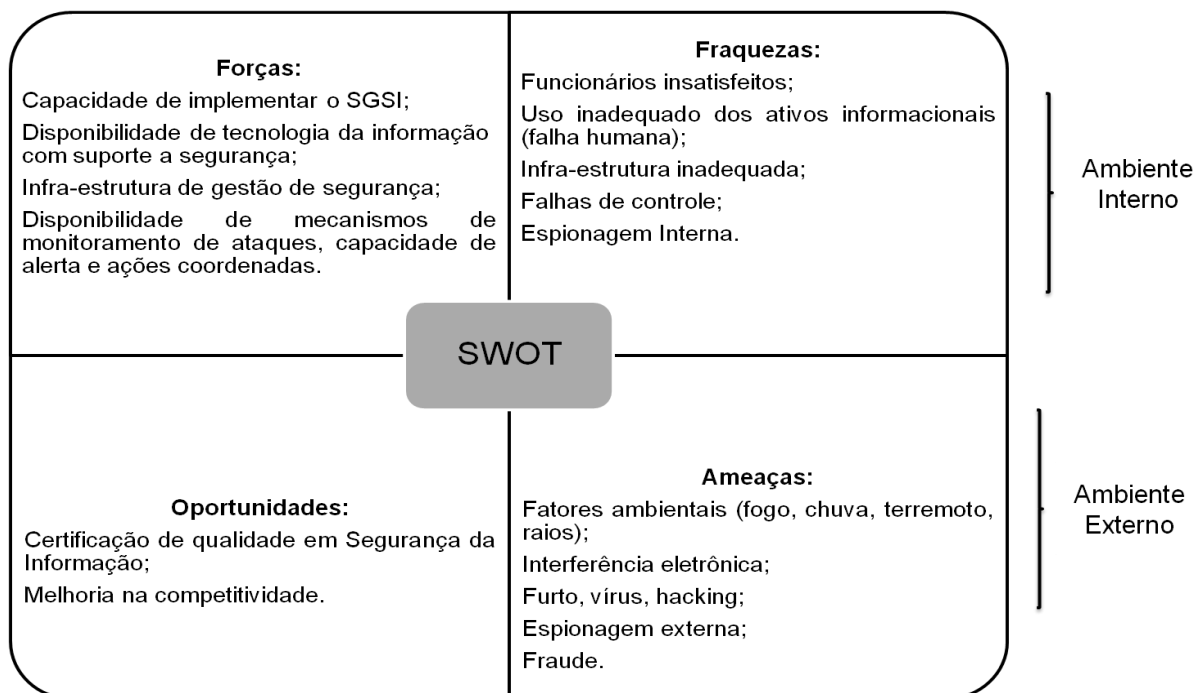 Forças:
Capacidade de implementar o SGSI;
Disponibilidade de tecnologia da informação
com suporte a segurança;
Infra-estrutura de gestão de segurança;
Disponibilidade de mecanismos de
monitoramento de ataques, capacidade de
alerta e ações coordenadas.
Fraquezas:
Funcionários insatisfeitos;
Uso inadequado dos ativos informacionais
(falha humana);
Infra-estrutura inadequada;
Falhas de controle;
Espionagem Interna.
Ambiente
Interno
SWOT
Oportunidades:
Certificação de qualidade em Segurança da
Informação;
Melhoria na competitividade.
Ameaças:
Fatores ambientais (fogo, chuva, terremoto,
raios);
Interferência eletrônica;
Furto, vírus, hacking;
Espionagem externa;
Fraude.
Ambiente
Externo